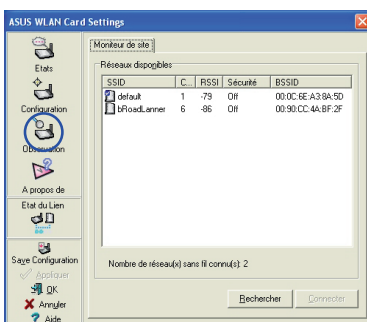 ASUS WLAN Card Settings
Etats
Configuration
Observation
A propos de
Etat du Lien
Save Configuration
Appliquer
OK
Annuler
Aide
Moniteur de site
Réseaux disponibles
SSID C... RSSI Sécurité BSSID
default 1 -79 Off 00:0C:6E:A3:8A:5D
bRoadLanner 6 -86 Off 00:90:CC:4A:BF:2F
Nombre de réseau(x) sans fil connu(s): 2
Rechercher
Connecter